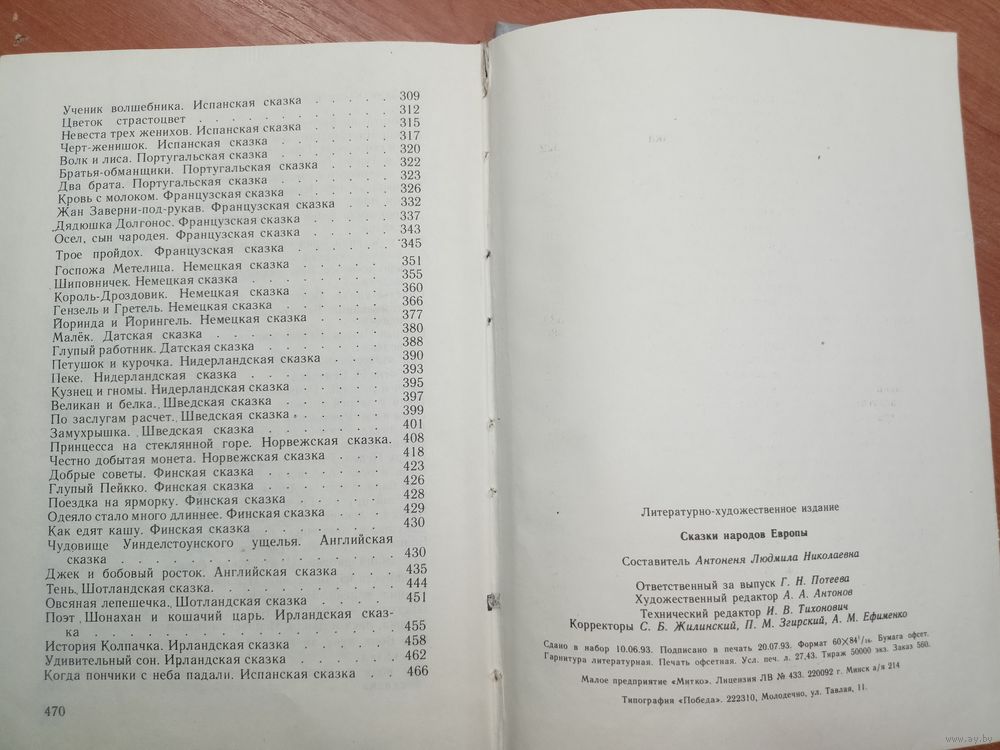 Ученик волшебника. Испанская сказка . . . . . 309
Цветок страстоцвет . . . . . . . . . . 312
Невеста трех женихов. Испанская сказка . . . . . 315
Черт-женишок. Испанская сказка . . . . . . 317
Волк и лиса. Португальская сказка . . . . . . 320
Братья-обманщики. Португальская сказка . . . . 322
Два брата. Португальская сказка . . . . . . 323
Кровь с молоком. Французская сказка . . . . . . 326
Жан Заверни-под-рукав. Французская сказка . . . 332
Дядюшка Долгонос. Французская сказка . . . . . 337
Осел, сын чародея. Французская сказка . . . . . 343
Трое пройдох. Французская сказка . . . . . . 345
Госпожа Метелица. Немецкая сказка . . . . . 351
Шиповничек. Немецкая сказка . . . . . . . 355
Король-Дроздовик. Немецкая сказка . . . . . 360
Гензель и Гретель. Немецкая сказка . . . . . . 366
Йоринда и Йорингель. Немецкая сказка . . . . 377
Малёк. Датская сказка . . . . . . . . . 380
Глупый работник. Датская сказка . . . . . . . 388
Петушок и курочка. Нидерландская сказка . . . 390
Пеке. Нидерландская сказка . . . . . . . 393
Кузнец и гномы. Нидерландская сказка . . . . . 395
Великан и белка. Шведская сказка . . . . . . 397
По заслугам расчет. Шведская сказка . . . . . 399
Замухрышка. Шведская сказка . . . . . . . 401
Принцесса на стеклянной горе. Норвежская сказка. 408
Честно добытая монета. Норвежская сказка . . . 418
Добрые советы. Финская сказка . . . . . . . 423
Глупый Пейкко. Финская сказка . . . . . . . 426
Поездка на ярморку. Финская сказка . . . . . 428
Одеяло стало много длиннее. Финская сказка . . . 429
Как едят кашу. Финская сказка . . . . . . . 430
Чудовище Уинделстоунского ущелья. Английская
сказка . . . . . . . . . . . . . 430
Джек и бобовый росток. Английская сказка . . . 435
Тень. Шотландская сказка. . . . . . . . . 444
Овсяная лепешечка. Шотландская сказка . . . . 451
Поэт Шонахан и кошачий царь. Ирландская сказ-
ка . . . . . . . . . . . . . . 455
История Колпачка. Ирландская сказка . . . . . 458
Удивительный сон. Ирландская сказка . . . . . 462
Когда пончики с неба падали. Испанская сказка . . 466
470
Литературно-художественное издание
Сказки народов Европы
Составитель Антоненя Людмила Николаевна
Ответственный за выпуск Г. Н. Потеева
Художественный редактор А. А. Антонов
Технический редактор И. В. Тихонович
Корректоры С. Б. Жилинский, П. М. Згирский, А. М. Ефименко
Сдано в набор 10.06.93. Подписано в печать 20.07.93. Формат 60×84 1/16. Бумага офсет.
Гарнитура литературная. Печать офсетная. Усл. печ. л. 27,43. Тираж 50000 экз. Заказ 560.
Малое предприятие «Митко». Лицензия ЛВ № 433. 220092 г. Минск а/я 214
Типография «Победа». 222310, Молодечно, ул. Тавлая, 11.
www.ay.by